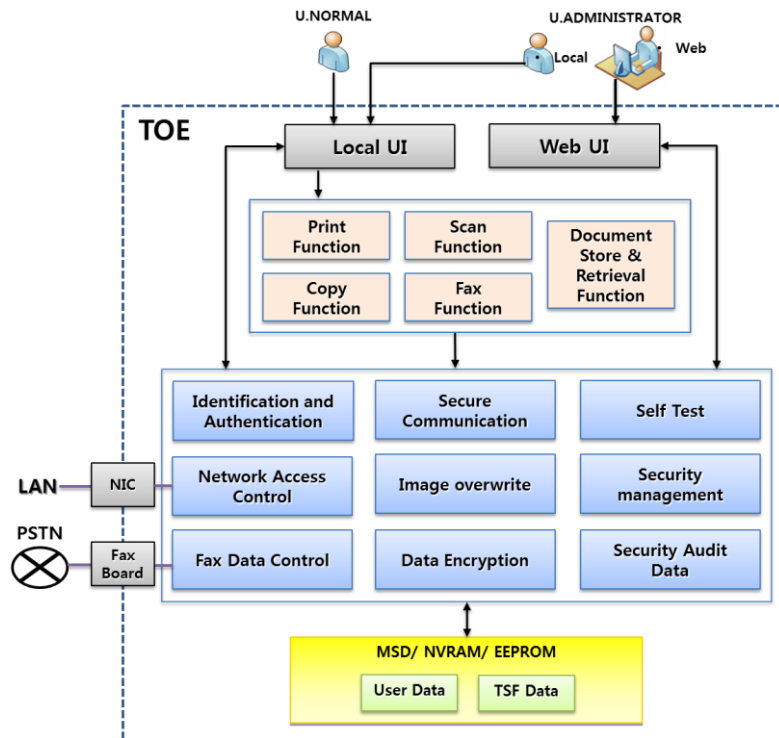 U.NORMAL
U.ADMINISTRATOR
Local
Web
TOE
Local UI
Web UI
Print
Function
Scan
Function
Document
Store &
Retrieval
Function
Copy
Function
Fax
Function
Identification and
Authentication
Secure
Communication
Self Test
LAN
NIC
Network Access
Control
Image overwrite
Security
management
PSTN
Fax
Board
Fax Data Control
Data Encryption
Security Audit
Data
MSD/ NVRAM/ EEPROM
User Data
TSF Data